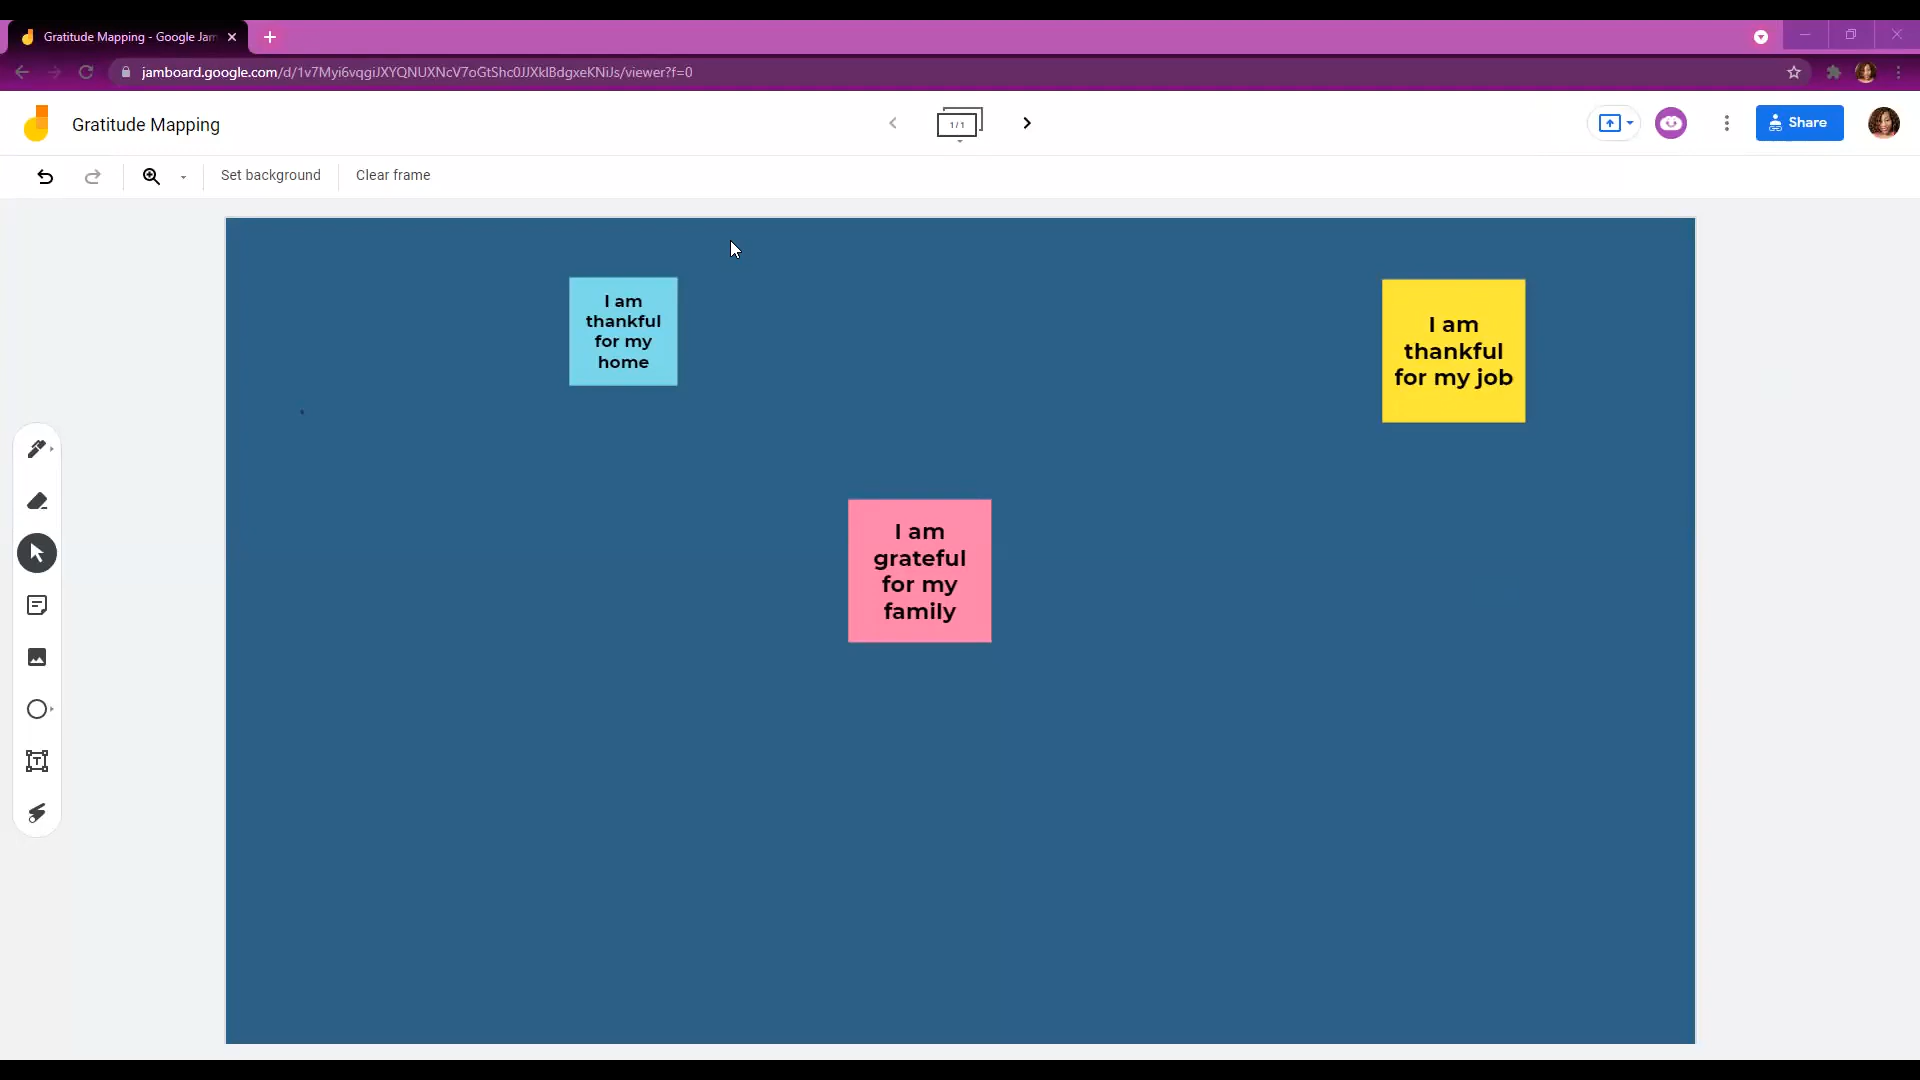 Gratitude Mapping - Google Jam
jamboard.google.com/d/1v7Myi6vqgiJXYQNUXNcV7oGtShc0JJXkIBdgxeKNiJs/viewer?f=0
Gratitude Mapping
1 / 1
Share
Set background
Clear frame
I am
thankful
for my
home
I am
thankful
for my job
I am
grateful
for my
family